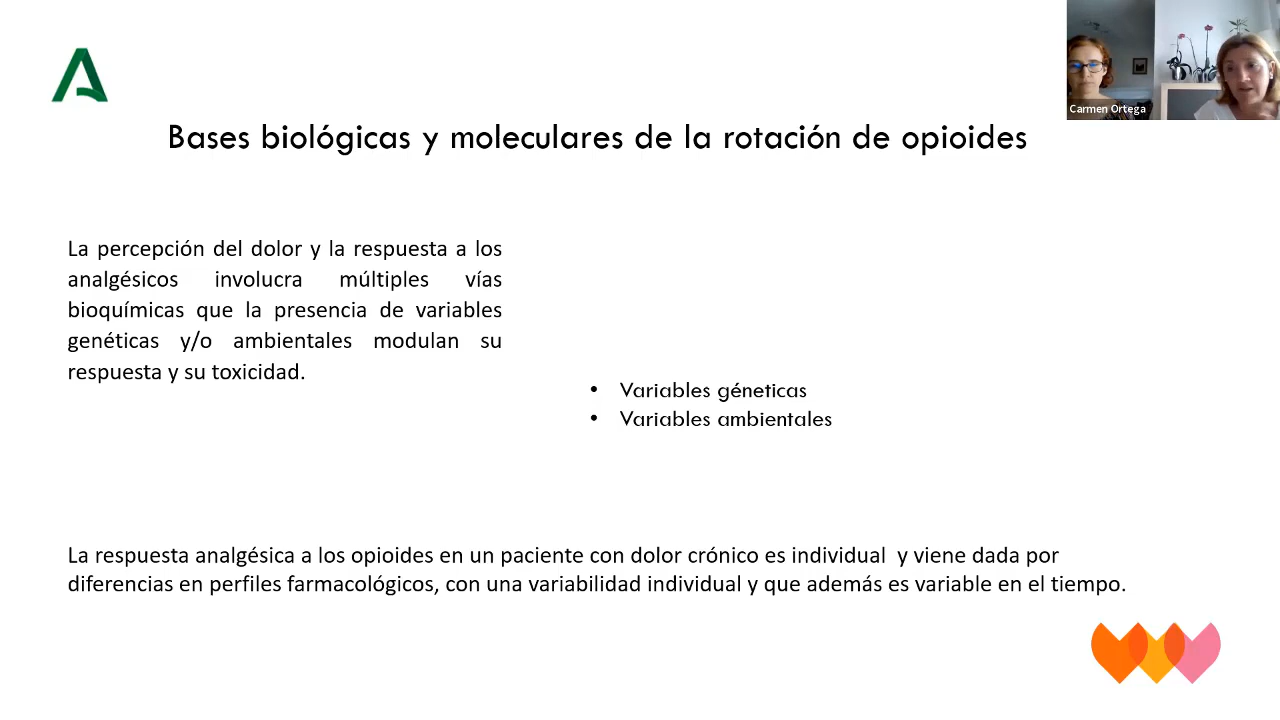 Carmen Ortega
Bases biológicas y moleculares de la rotación de opioides
La percepción del dolor y la respuesta a los
analgésicos involucra múltiples vías
bioquímicas que la presencia de variables
genéticas y/o ambientales modulan su
respuesta y su toxicidad.
• Variables géneticas
• Variables ambientales
La respuesta analgésica a los opioides en un paciente con dolor crónico es individual y viene dada por
diferencias en perfiles farmacológicos, con una variabilidad individual y que además es variable en el tiempo.